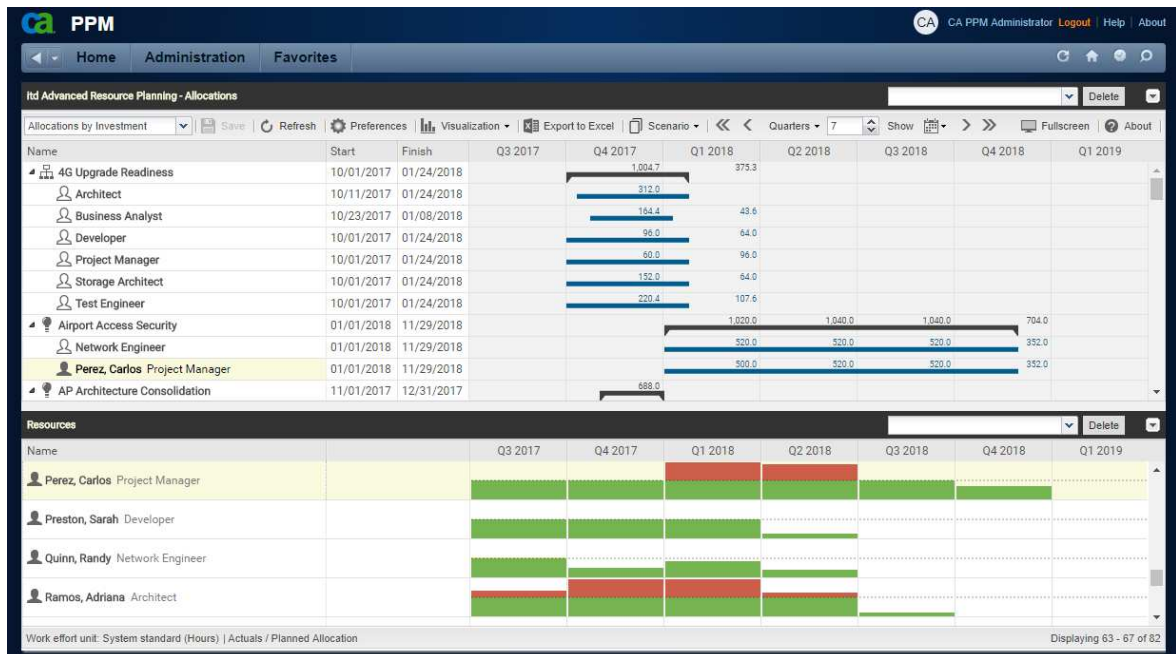 ca PPM CA CA PPM Administrator Logout | Help | About
Home Administration Favorites
itd Advanced Resource Planning - Allocations Delete
Allocations by Investment Save Refresh Preferences Visualization Export to Excel Scenario Quarters 7 Show Fullscreen About
Name Start Finish Q3 2017 Q4 2017 Q1 2018 Q2 2018 Q3 2018 Q4 2018 Q1 2019
4G Upgrade Readiness 10/01/2017 01/24/2018 1,004.7 375.3
Architect 10/11/2017 01/24/2018 312.0
Business Analyst 10/23/2017 01/08/2018 164.4 43.6
Developer 10/01/2017 01/24/2018 96.0 64.0
Project Manager 10/01/2017 01/24/2018 60.0 96.0
Storage Architect 10/01/2017 01/24/2018 152.0 64.0
Test Engineer 10/01/2017 01/24/2018 220.4 107.6
Airport Access Security 01/01/2018 11/29/2018 1,020.0 1,040.0 1,040.0 704.0
Network Engineer 01/01/2018 11/29/2018 520.0 520.0 520.0 352.0
Perez, Carlos Project Manager 01/01/2018 11/29/2018 500.0 520.0 520.0 352.0
AP Architecture Consolidation 11/01/2017 12/31/2017 688.0
Resources Delete
Name Q3 2017 Q4 2017 Q1 2018 Q2 2018 Q3 2018 Q4 2018 Q1 2019
Perez, Carlos Project Manager
Preston, Sarah Developer
Quinn, Randy Network Engineer
Ramos, Adriana Architect
Work effort unit: System standard (Hours) | Actuals / Planned Allocation Displaying 63 - 67 of 82